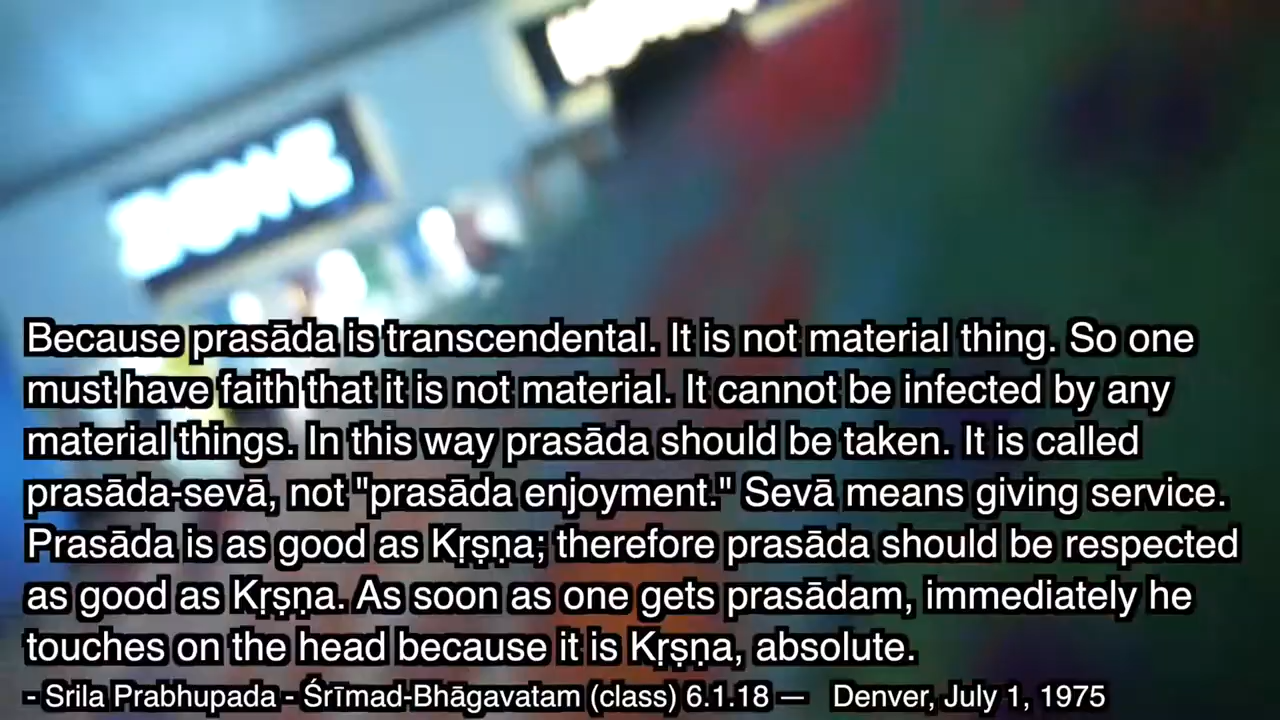 Because prasāda is transcendental. It is not material thing. So one
must have faith that it is not material. It cannot be infected by any
material things. In this way prasāda should be taken. It is called
prasāda-sevā, not "prasāda enjoyment." Sevā means giving service.
Prasāda is as good as Kṛṣṇa; therefore prasāda should be respected
as good as Kṛṣṇa. As soon as one gets prasādam, immediately he
touches on the head because it is Kṛṣṇa, absolute.
- Srila Prabhupada - Śrīmad-Bhāgavatam (class) 6.1.18 — Denver, July 1, 1975